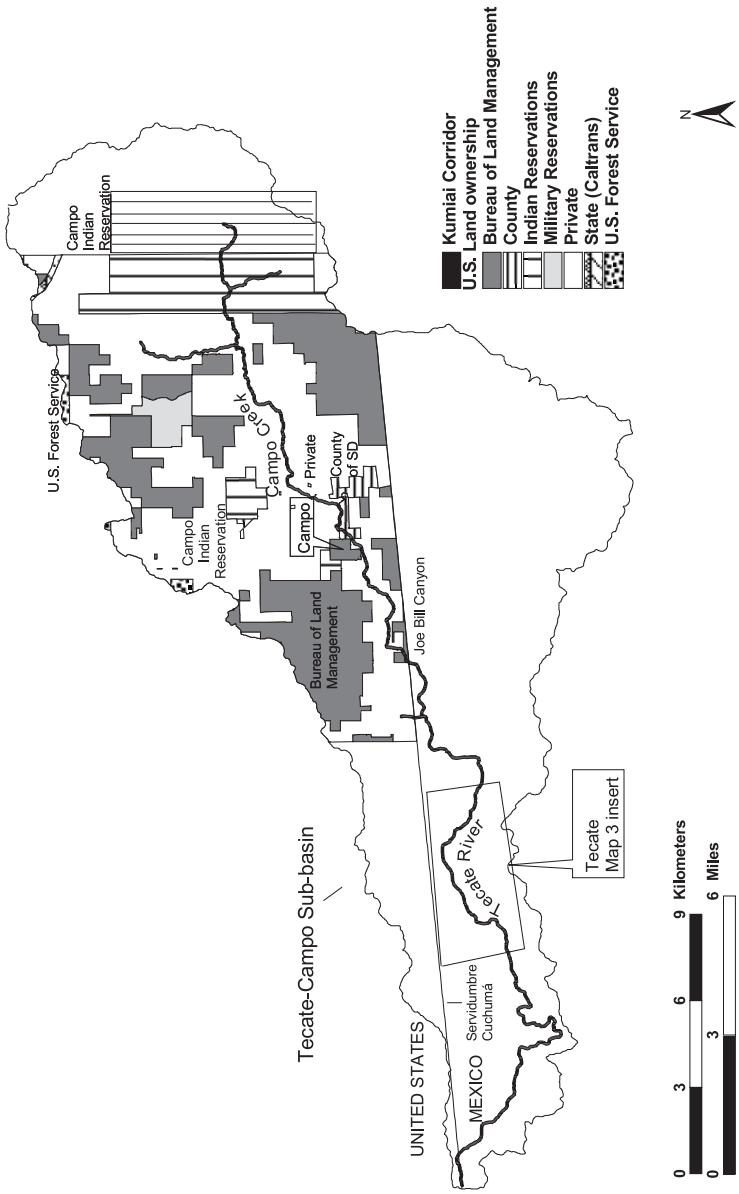 Campo
Indian
Reservation
U.S. Forest Service
Campo
Indian
Reservation
Campo Creek
Private
County
of SD
Campo
Bureau of Land
Management
Joe Bill Canyon
Tecate-Campo Sub-basin
Tecate River
Tecate
Map 3 insert
Servidumbre
Cuchumá
UNITED STATES
MEXICO
Kumiai Corridor
U.S. Land ownership
Bureau of Land Management
County
Indian Reservations
Military Reservations
Private
State (Caltrans)
U.S. Forest Service
N
0 3 6 9 Kilometers
0 3 6 Miles